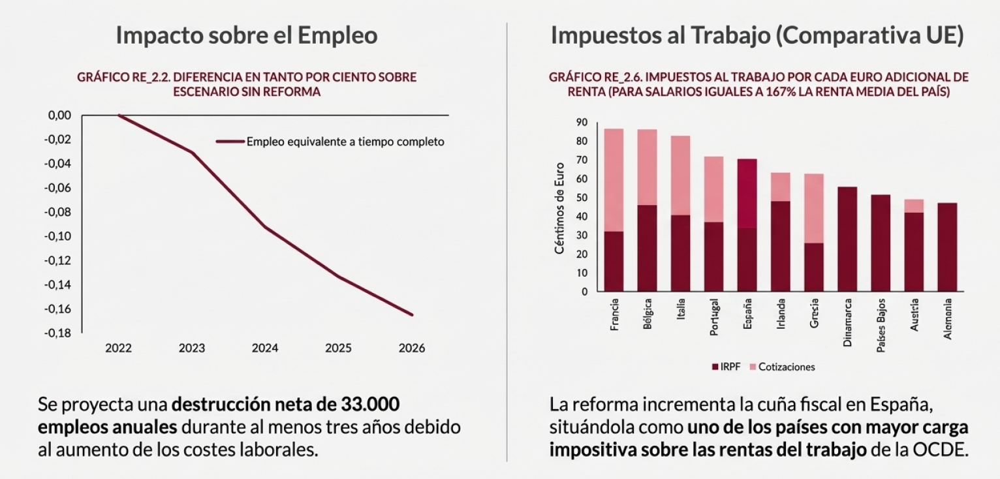 Impacto sobre el Empleo
GRÁFICO RE_2.2. DIFERENCIA EN TANTO POR CIENTO SOBRE
ESCENARIO SIN REFORMA
0,00
-0,02
-0,04
-0,06
-0,08
-0,10
-0,12
-0,14
-0,16
-0,18
Empleo equivalente a tiempo completo
2022 2023 2024 2025 2026
Se proyecta una destrucción neta de 33.000
empleos anuales durante al menos tres años debido
al aumento de los costes laborales.
Impuestos al Trabajo (Comparativa UE)
GRÁFICO RE_2.6. IMPUESTOS AL TRABAJO POR CADA EURO ADICIONAL DE
RENTA (PARA SALARIOS IGUALES A 167% LA RENTA MEDIA DEL PAÍS)
Céntimos de Euro
90
80
70
60
50
40
30
20
10
0
Francia
Bélgica
Italia
Portugal
España
Irlanda
Grecia
Dinamarca
Países Bajos
Austria
Alemania
IRPF Cotizaciones
La reforma incrementa la cuña fiscal en España,
situándola como uno de los países con mayor carga
impositiva sobre las rentas del trabajo de la OCDE.